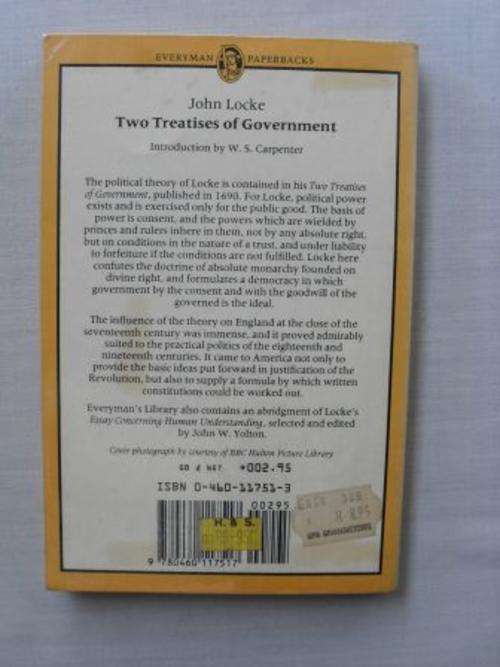 EVERYMAN PAPERBACKS
John Locke
Two Treatises of Government
Introduction by W. S. Carpenter
The political theory of Locke is contained in his Two Treatises
of Government, published in 1690. For Locke, political power
exists and is exercised only for the public good. The basis of
power is consent, and the powers which are wielded by
princes and rulers inhere in them, not by any absolute right,
but on conditions in the nature of a trust, and under liability
to forfeiture if the conditions are not fulfilled. Locke here
confutes the doctrine of absolute monarchy founded on
divine right, and formulates a democracy in which
government by the consent and with the goodwill of the
governed is the ideal.
The influence of the theory on England at the close of the
seventeenth century was immense, and it proved admirably
suited to the practical politics of the eighteenth and
nineteenth centuries. It came to America not only to
provide the basic ideas put forward in justification of the
Revolution, but also to supply a formula by which written
constitutions could be worked out.
Everyman's Library also contains an abridgment of Locke's
Essay Concerning Human Understanding, selected and edited
by John W. Yolton.
Cover photograph by courtesy of BBC Hulton Picture Library
GB £ NET +002.95
ISBN 0-460-11751-3
00295
H. & S.
9 780460 117517